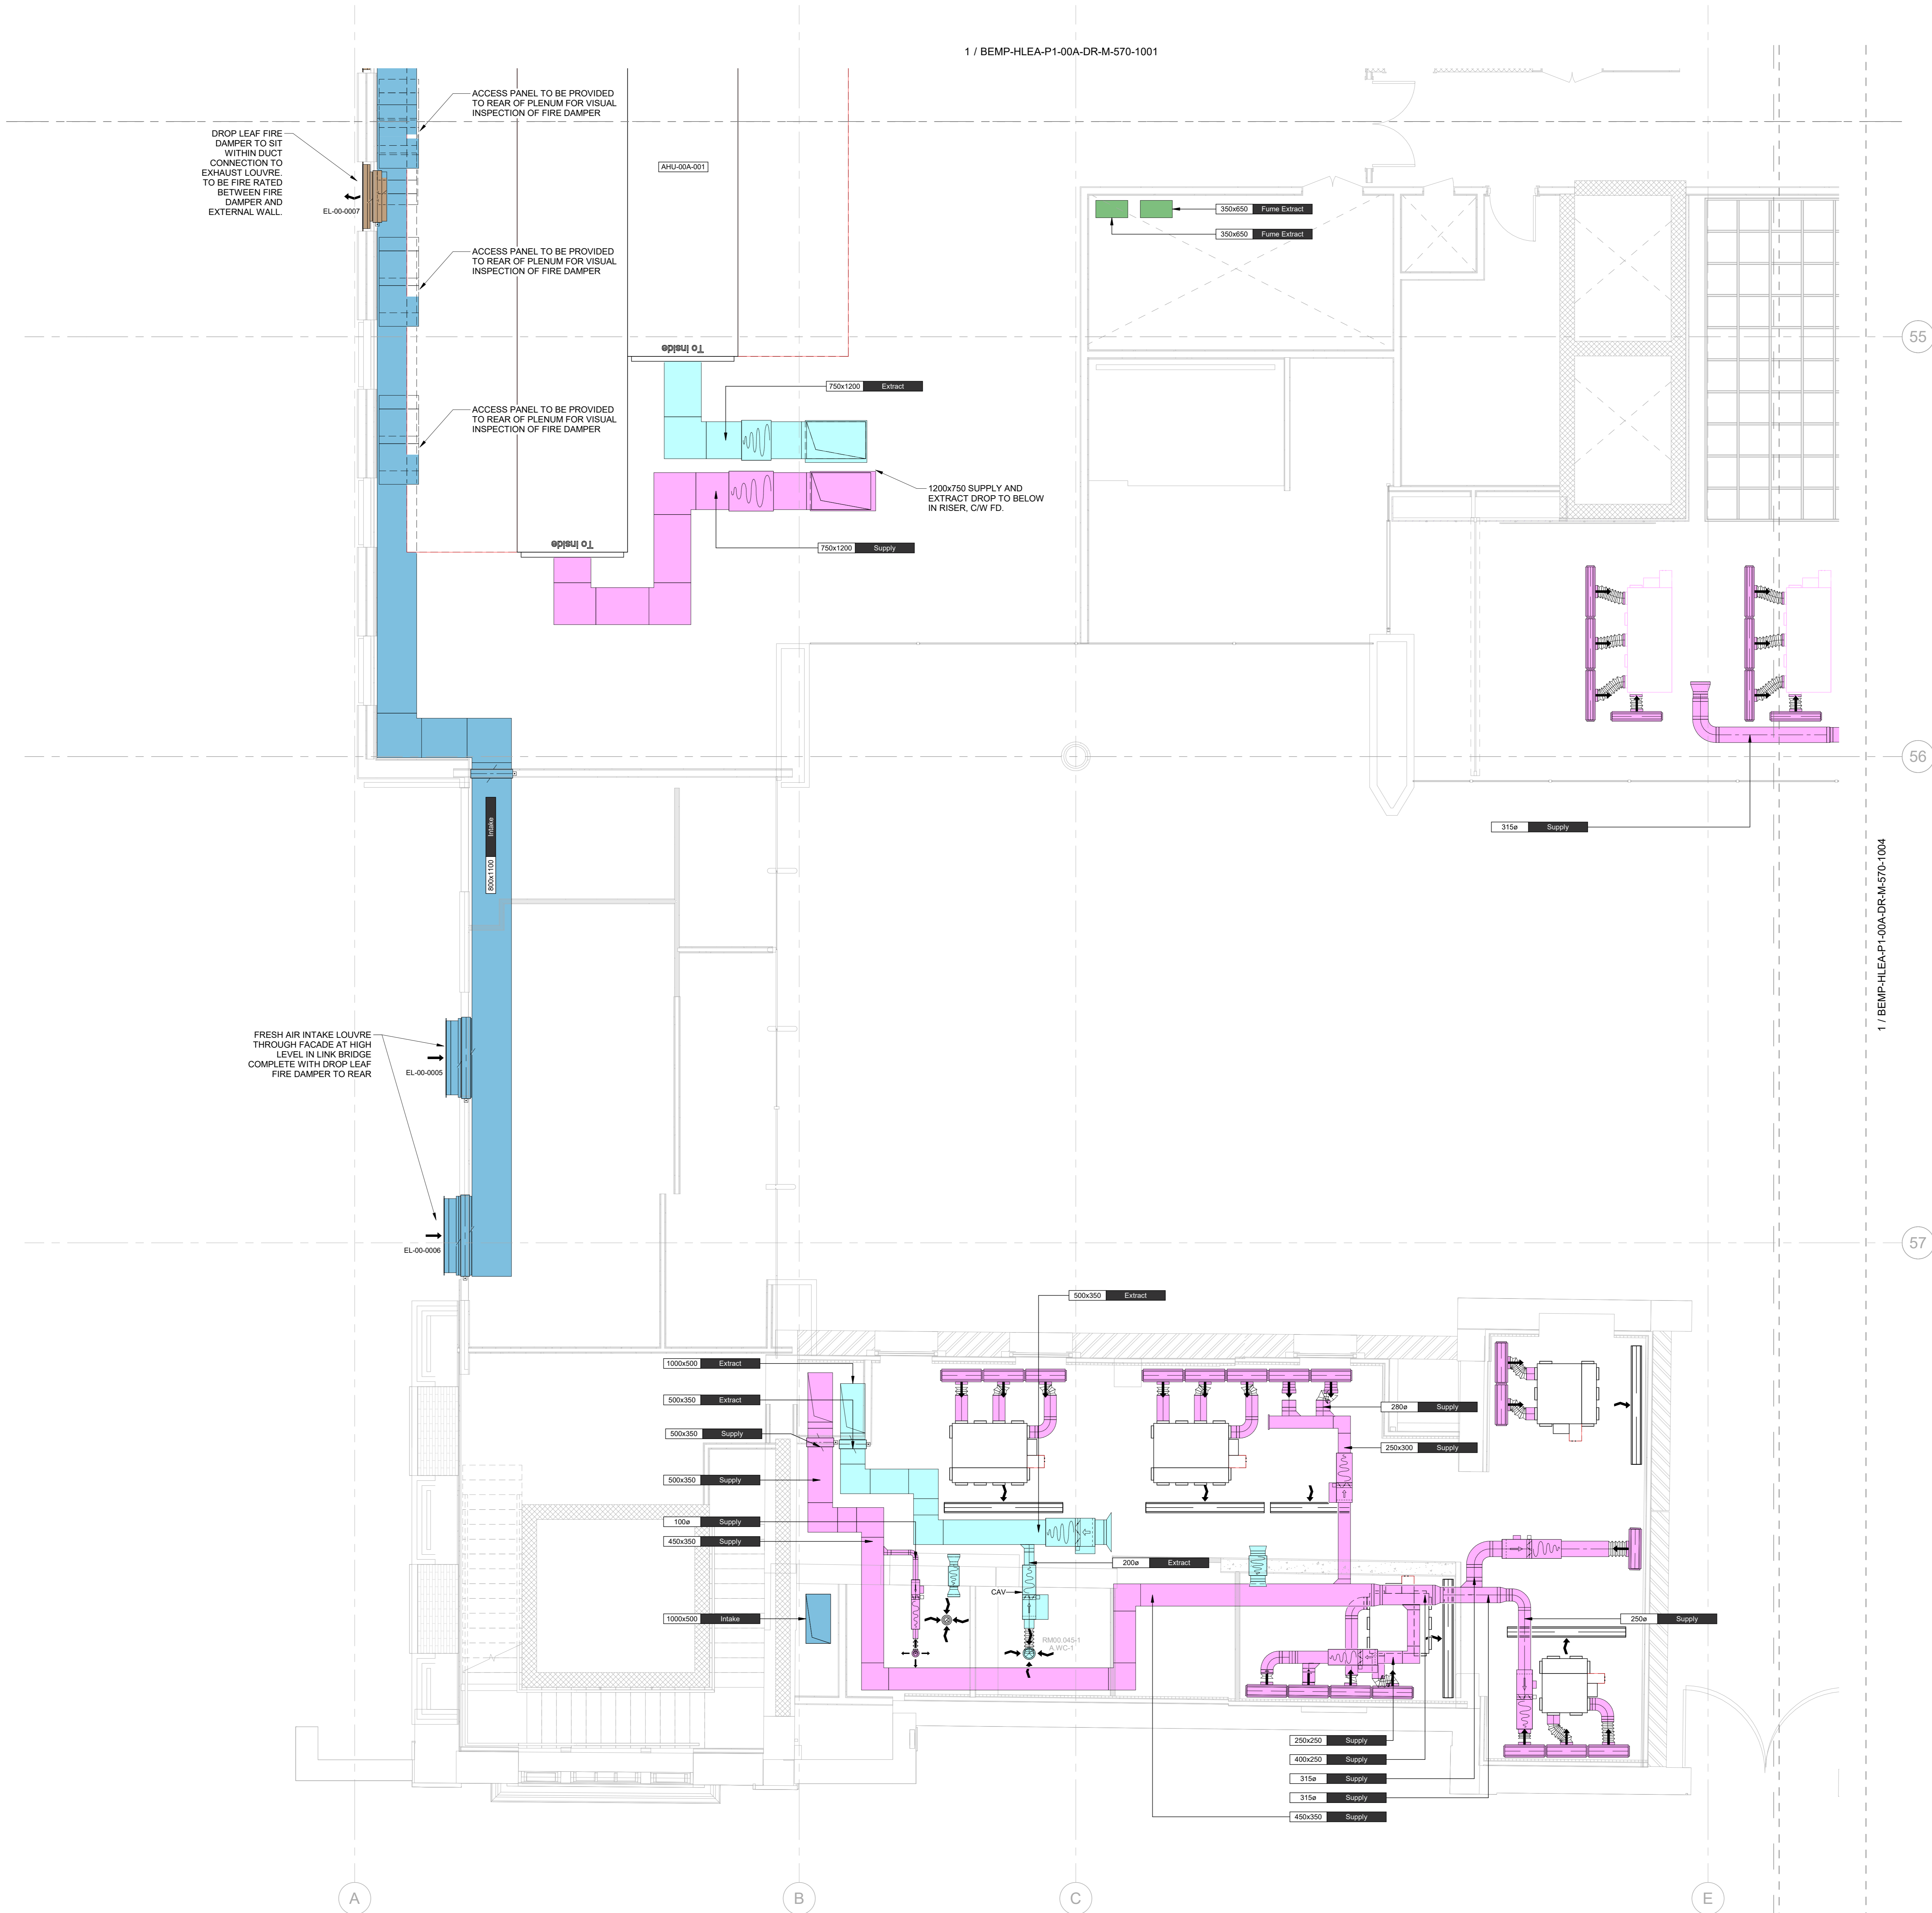 1 / BEMP-HLEA-P1-00A-DR-M-570-1001
ACCESS PANEL TO BE PROVIDED
TO REAR OF PLENUM FOR VISUAL
INSPECTION OF FIRE DAMPER
DROP LEAF FIRE
DAMPER TO SIT
WITHIN DUCT
CONNECTION TO
EXHAUST LOUVRE.
TO BE FIRE RATED
BETWEEN FIRE
DAMPER AND
EXTERNAL WALL.
EL-00-0007
AHU-00A-001
350x650 Fume Extract
350x650 Fume Extract
ACCESS PANEL TO BE PROVIDED
TO REAR OF PLENUM FOR VISUAL
INSPECTION OF FIRE DAMPER
55
To Inside
750x1200 Extract
ACCESS PANEL TO BE PROVIDED
TO REAR OF PLENUM FOR VISUAL
INSPECTION OF FIRE DAMPER
1200x750 SUPPLY AND
EXTRACT DROP TO BELOW
IN RISER, C/W FD.
To Inside
750x1200 Supply
56
800x1100 Intake
315ø Supply
1 / BEMP-HLEA-P1-00A-DR-M-570-1004
FRESH AIR INTAKE LOUVRE
THROUGH FACADE AT HIGH
LEVEL IN LINK BRIDGE
COMPLETE WITH DROP LEAF
FIRE DAMPER TO REAR
EL-00-0005
EL-00-0006
57
500x350 Extract
1000x500 Extract
500x350 Extract
280ø Supply
500x350 Supply
250x300 Supply
500x350 Supply
100ø Supply
450x350 Supply
200ø Extract
CAV
1000x500 Intake
250ø Supply
RM00.045-1
A.WC-1
250x250 Supply
400x250 Supply
315ø Supply
315ø Supply
450x350 Supply
A
B
C
E